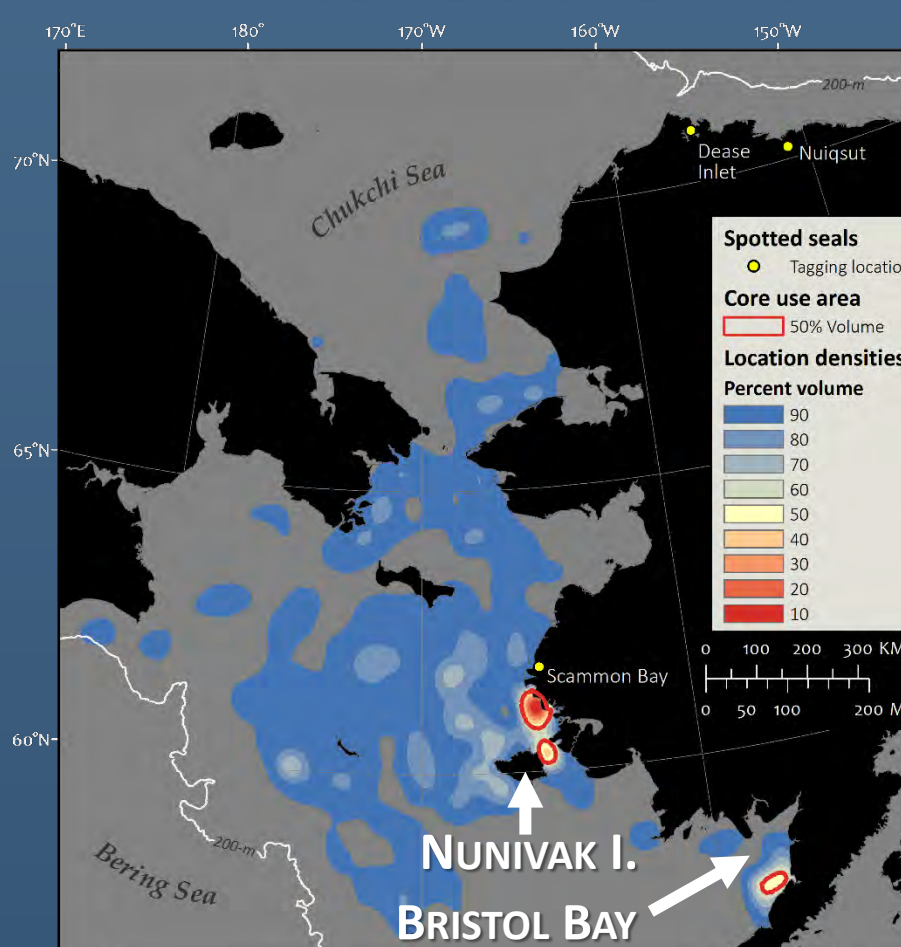 170°E 180° 170°W 160°W 150°W
200-m
70°N
Dease
Inlet
Nuiqsut
Chukchi Sea
Spotted seals
Tagging locatio
Core use area
50% Volume
Location densities
Percent volume
90
80
70
60
50
40
30
20
10
65°N
0 100 200 300 KM
0 50 100 200 M
Scammon Bay
60°N
200-m
Bering Sea
NUNIVAK I.
BRISTOL BAY